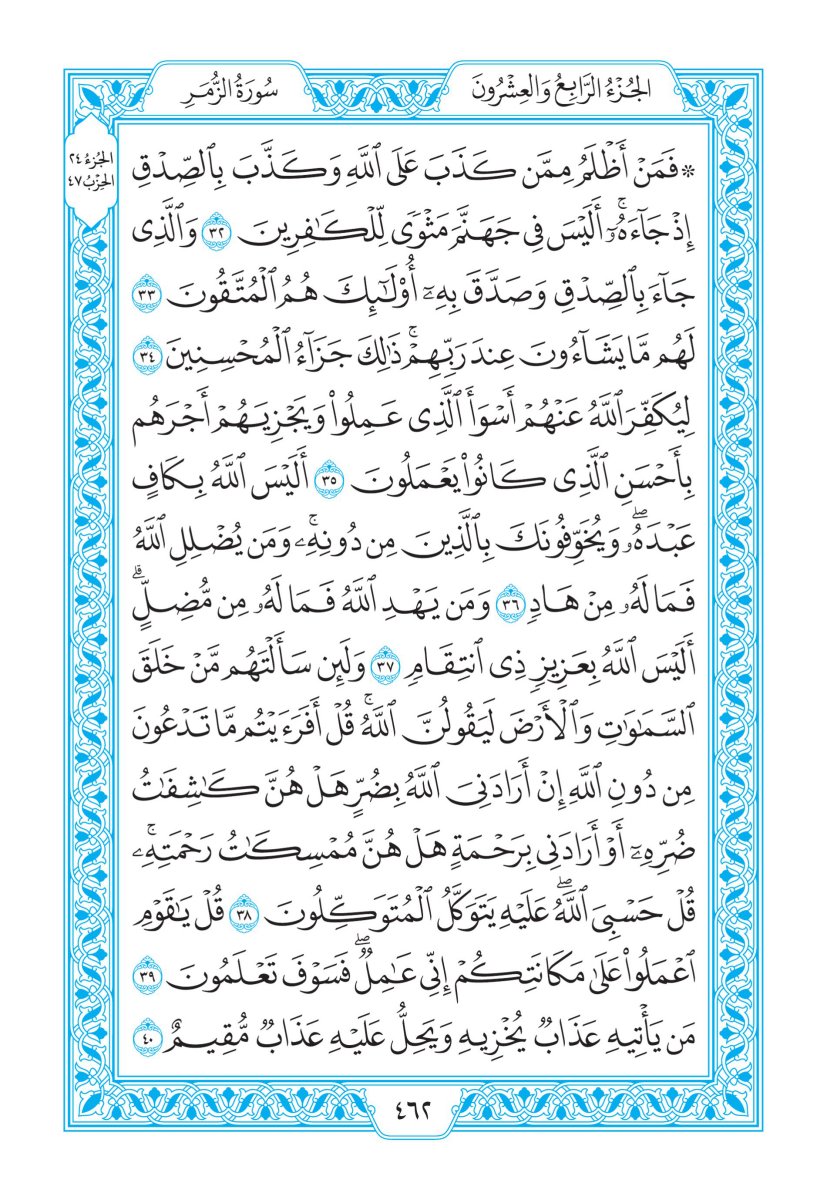 سُورَةُ الزُّمَرِ
الجُزْءُ الرَّابِعُ وَالعِشْرُونَ
الجُزءُ ٢٤
الحِزْبُ ٤٧
۞ فَمَنْ أَظْلَمُ مِمَّن كَذَبَ عَلَى ٱللَّهِ وَكَذَّبَ بِٱلصِّدْقِ
إِذْ جَآءَهُۥٓۚ أَلَيْسَ فِى جَهَنَّمَ مَثْوًى لِّلْكَٰفِرِينَ ٣٢ وَٱلَّذِى
جَآءَ بِٱلصِّدْقِ وَصَدَّقَ بِهِۦٓ أُوْلَٰٓئِكَ هُمُ ٱلْمُتَّقُونَ ٣٣
لَهُم مَّا يَشَآءُونَ عِندَ رَبِّهِمْۚ ذَٰلِكَ جَزَآءُ ٱلْمُحْسِنِينَ ٣٤
لِيُكَفِّرَ ٱللَّهُ عَنْهُمْ أَسْوَأَ ٱلَّذِى عَمِلُوا۟ وَيَجْزِيَهُمْ أَجْرَهُم
بِأَحْسَنِ ٱلَّذِى كَانُوا۟ يَعْمَلُونَ ٣٥ أَلَيْسَ ٱللَّهُ بِكَافٍ
عَبْدَهُۥۖ وَيُخَوِّفُونَكَ بِٱلَّذِينَ مِن دُونِهِۦۚ وَمَن يُضْلِلِ ٱللَّهُ
فَمَا لَهُۥ مِنْ هَادٍ ٣٦ وَمَن يَهْدِ ٱللَّهُ فَمَا لَهُۥ مِن مُّضِلٍّۗ
أَلَيْسَ ٱللَّهُ بِعَزِيزٍ ذِى ٱنتِقَامٍ ٣٧ وَلَئِن سَأَلْتَهُم مَّنْ خَلَقَ
ٱلسَّمَٰوَٰتِ وَٱلْأَرْضَ لَيَقُولُنَّ ٱللَّهُۚ قُلْ أَفَرَءَيْتُم مَّا تَدْعُونَ
مِن دُونِ ٱللَّهِ إِنْ أَرَادَنِىَ ٱللَّهُ بِضُرٍّ هَلْ هُنَّ كَٰشِفَٰتُ
ضُرِّهِۦٓ أَوْ أَرَادَنِى بِرَحْمَةٍ هَلْ هُنَّ مُمْسِكَٰتُ رَحْمَتِهِۦۚ
قُلْ حَسْبِىَ ٱللَّهُۖ عَلَيْهِ يَتَوَكَّلُ ٱلْمُتَوَكِّلُونَ ٣٨ قُلْ يَٰقَوْمِ
ٱعْمَلُوا۟ عَلَىٰ مَكَانَتِكُمْ إِنِّى عَٰمِلٌۖ فَسَوْفَ تَعْلَمُونَ ٣٩
مَن يَأْتِيهِ عَذَابٌ يُخْزِيهِ وَيَحِلُّ عَلَيْهِ عَذَابٌ مُّقِيمٌ ٤٠
٤٦٢